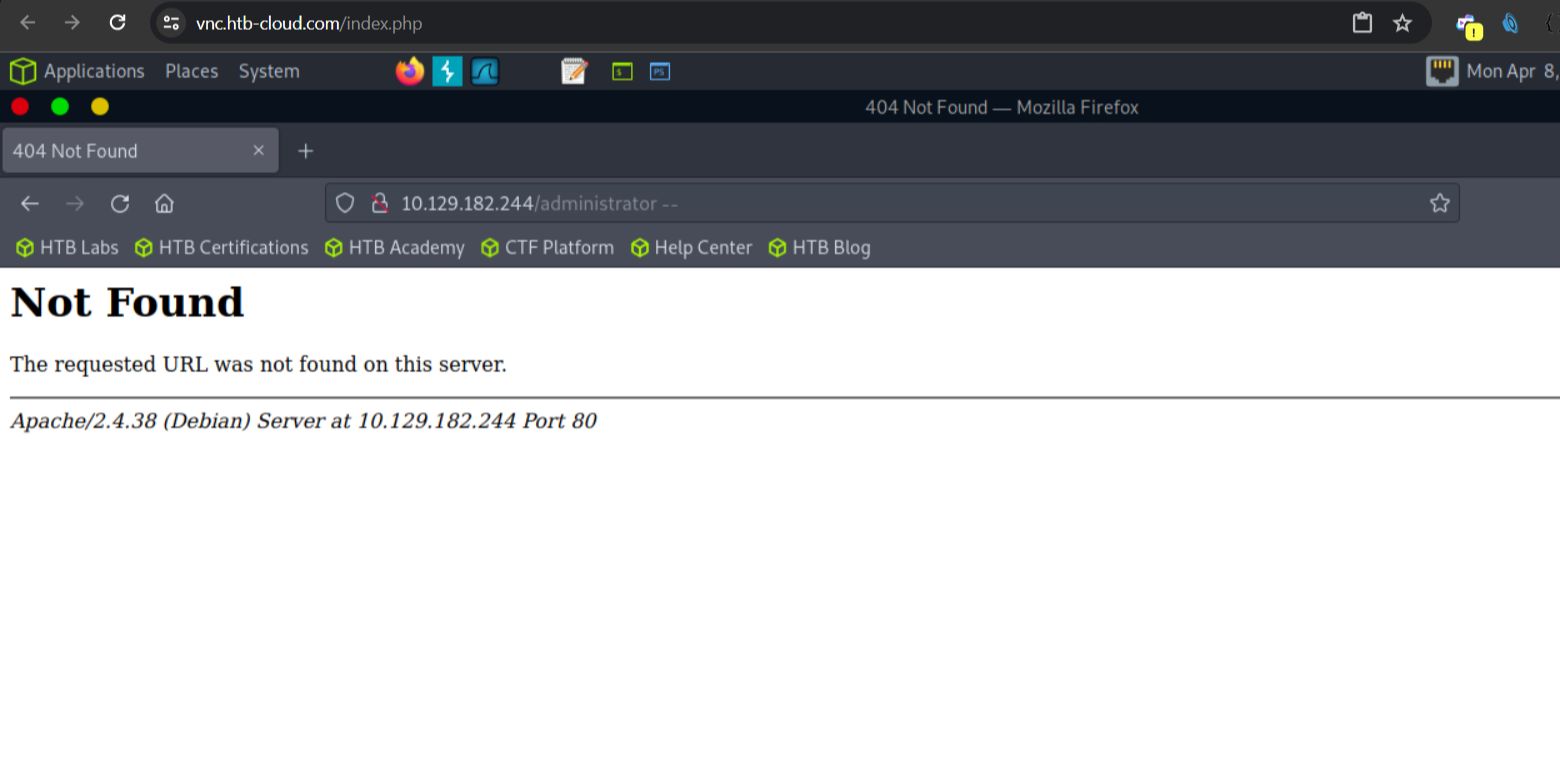 vnc.htb-cloud.com/index.php
Applications Places System Mon Apr 8,
404 Not Found — Mozilla Firefox
404 Not Found
10.129.182.244/administrator --
HTB Labs HTB Certifications HTB Academy CTF Platform Help Center HTB Blog
Not Found
The requested URL was not found on this server.
Apache/2.4.38 (Debian) Server at 10.129.182.244 Port 80